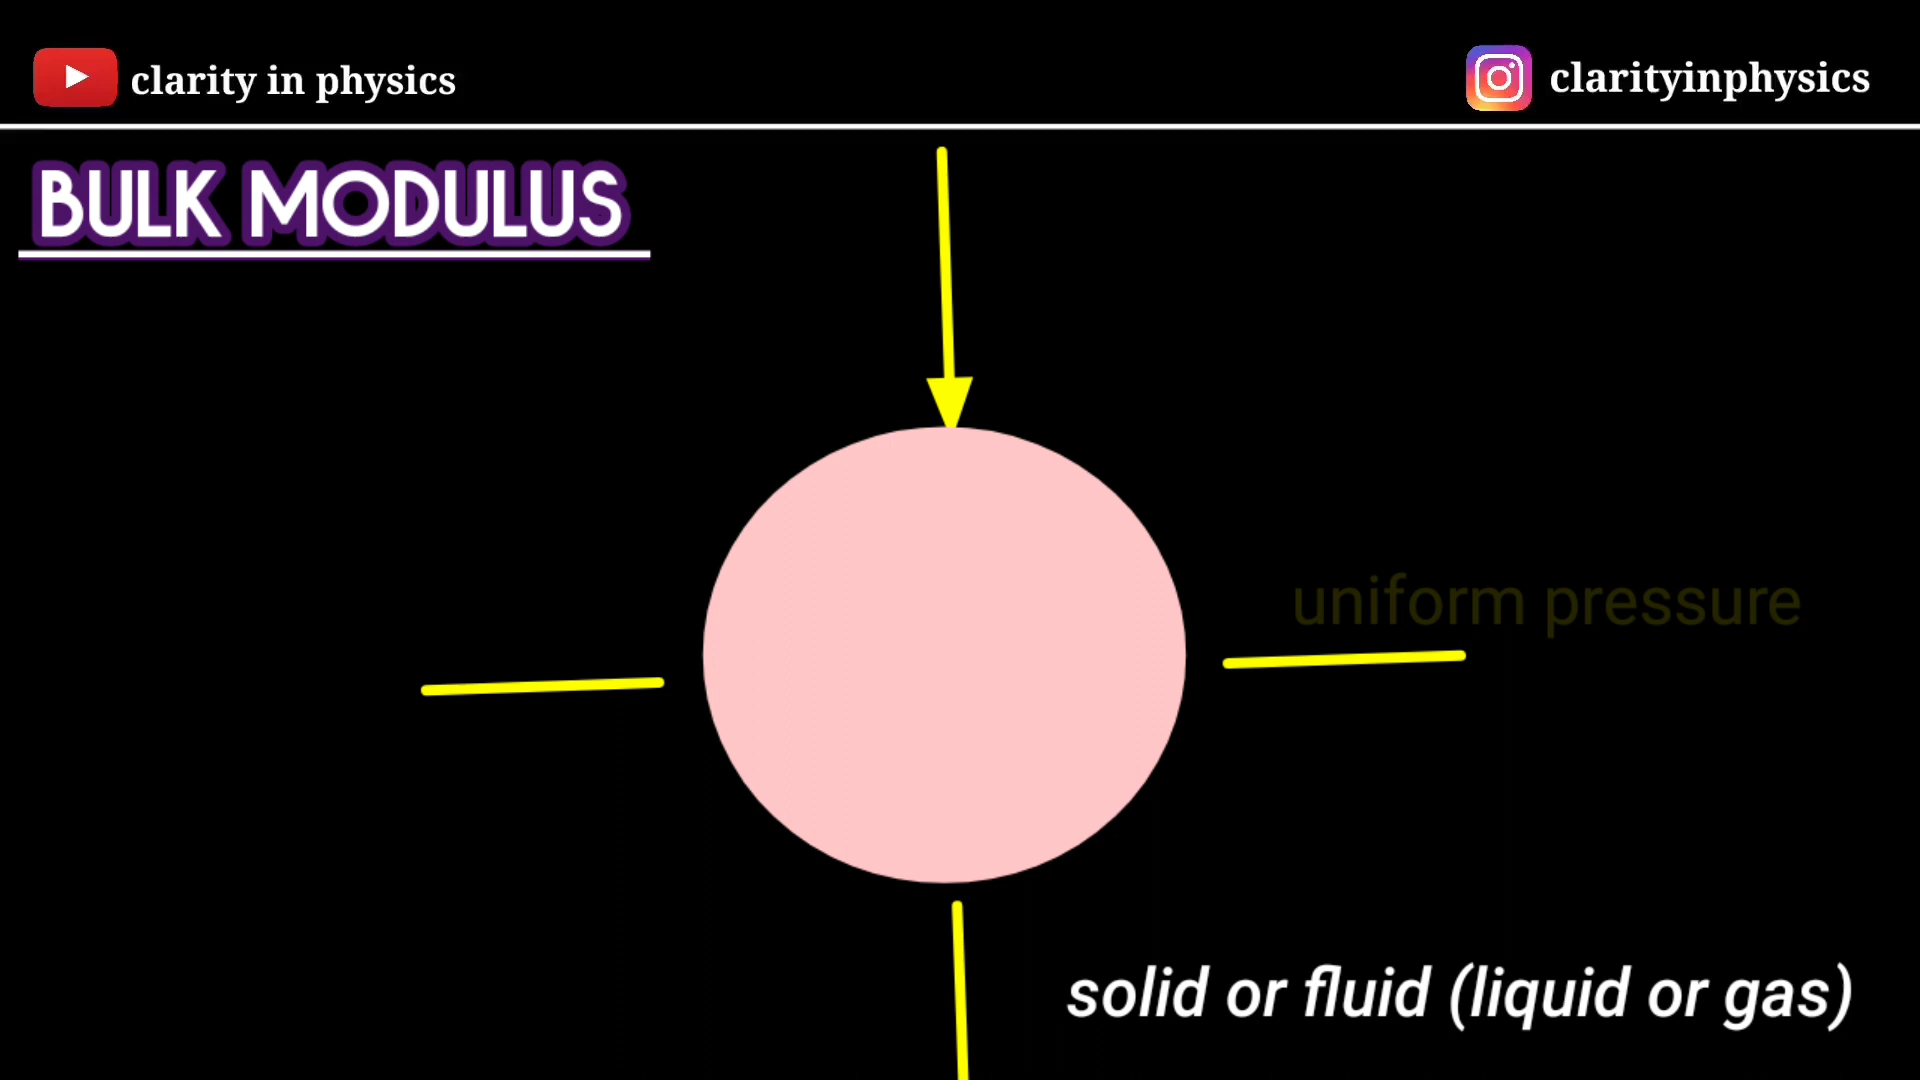 clarity in physics
clarityinphysics
BULK MODULUS
uniform pressure
solid or fluid (liquid or gas)